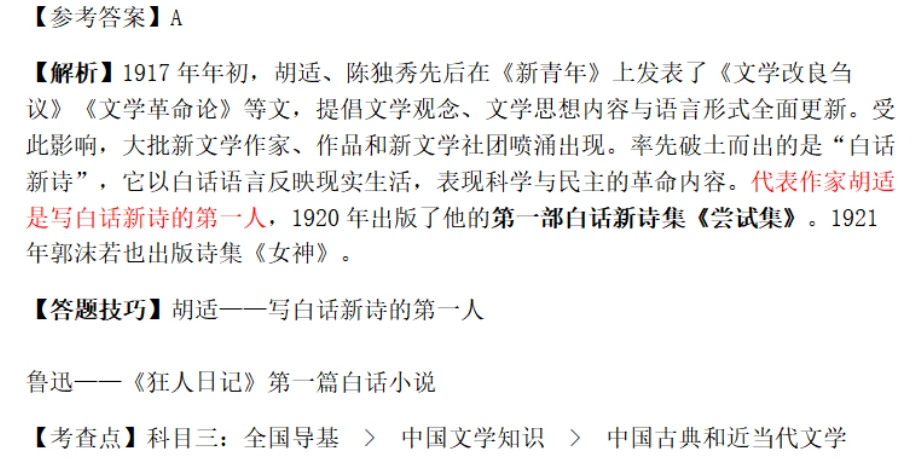 【参考答案】A
【解析】1917 年年初，胡适、陈独秀先后在《新青年》上发表了《文学改良刍
议》《文学革命论》等文，提倡文学观念、文学思想内容与语言形式全面更新。受
此影响，大批新文学作家、作品和新文学社团喷涌出现。率先破土而出的是“白话
新诗”，它以白话语言反映现实生活，表现科学与民主的革命内容。代表作家胡适
是写白话新诗的第一人，1920 年出版了他的第一部白话新诗集《尝试集》。1921
年郭沫若也出版诗集《女神》。
【答题技巧】胡适——写白话新诗的第一人
鲁迅——《狂人日记》第一篇白话小说
【考查点】科目三：全国导基 > 中国文学知识 > 中国古典和近当代文学